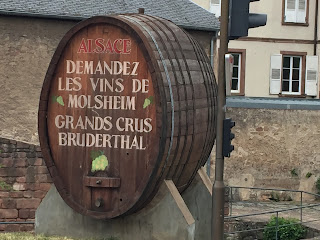 ALSACE
DEMANDEZ
LES VINS DE
MOLSHEIM
GRANDS CRUS
BRUDERTHAL